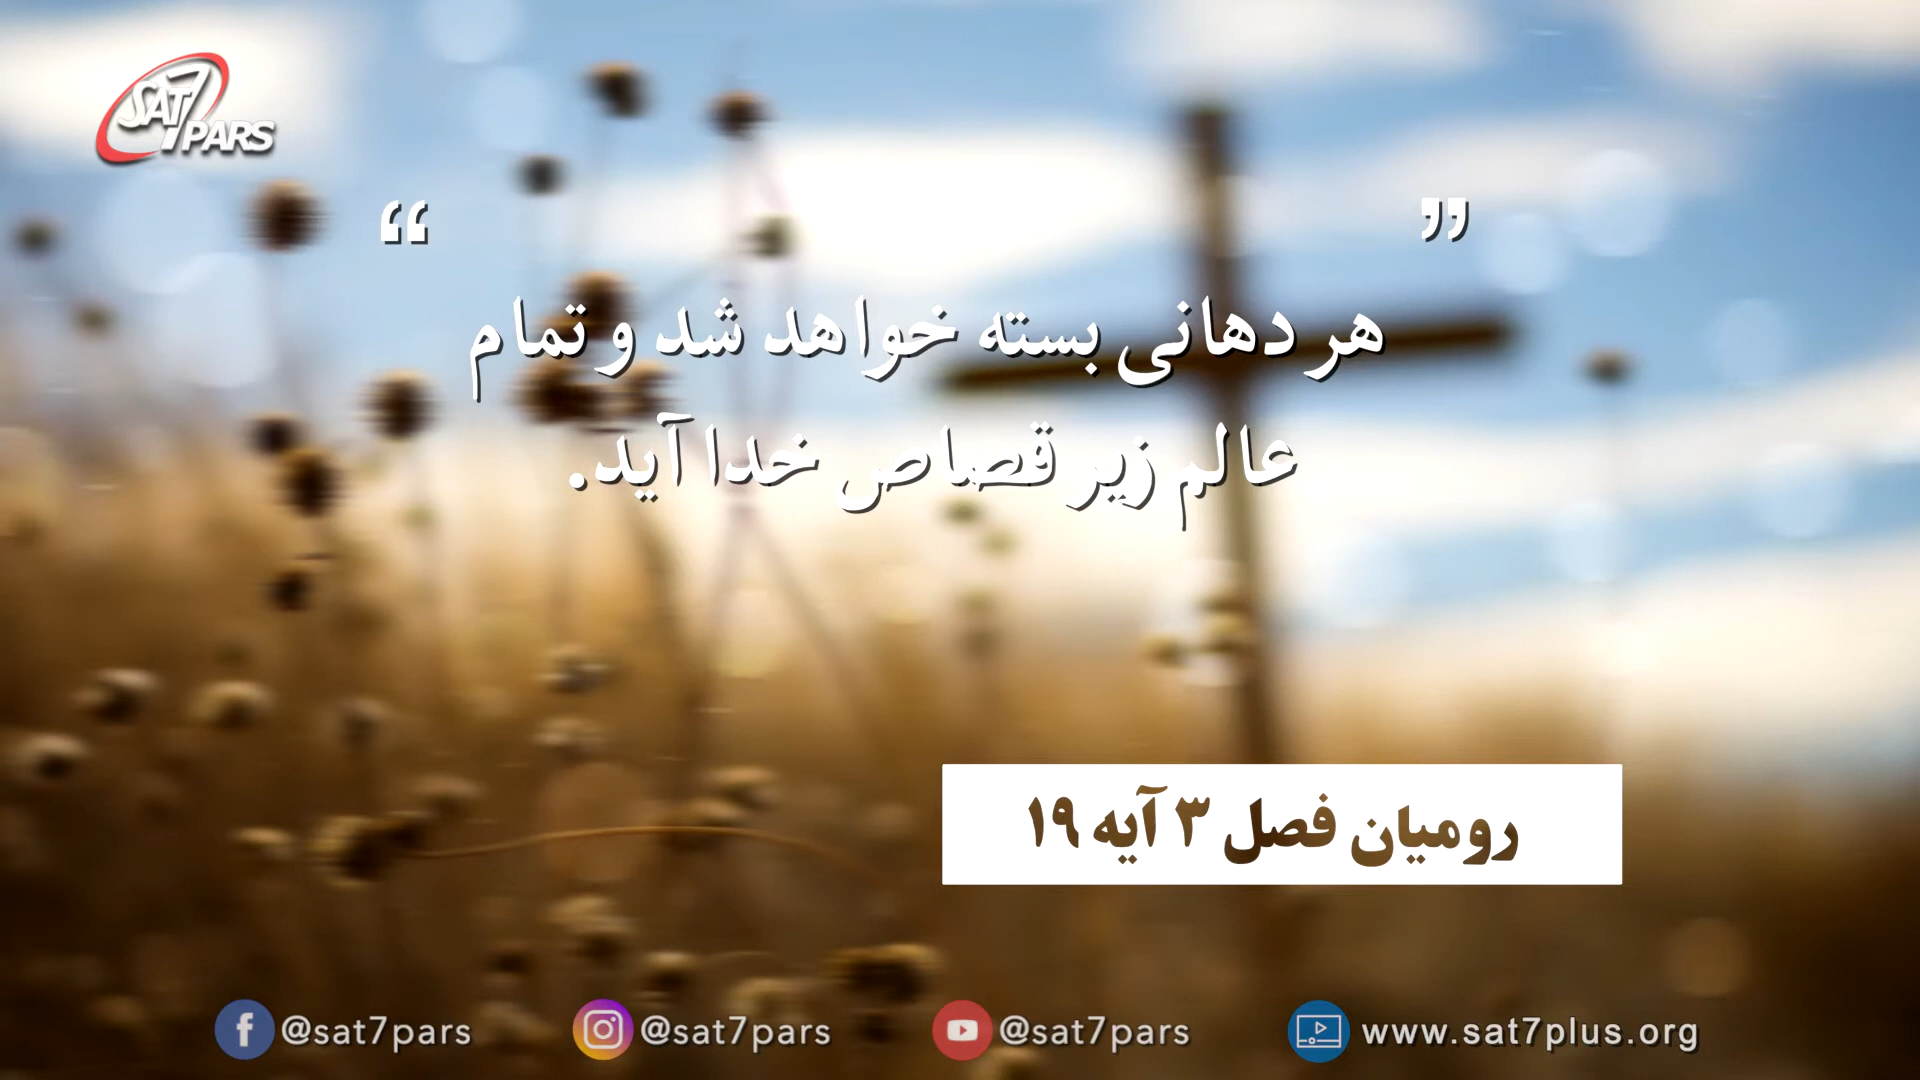 SAT7
PARS
“ ”
هر دهانی بسته خواهد شد و تمام
عالم زیر قصاص خدا آید.
رومیان فصل ۳ آیه ۱۹
@sat7pars @sat7pars @sat7pars www.sat7plus.org